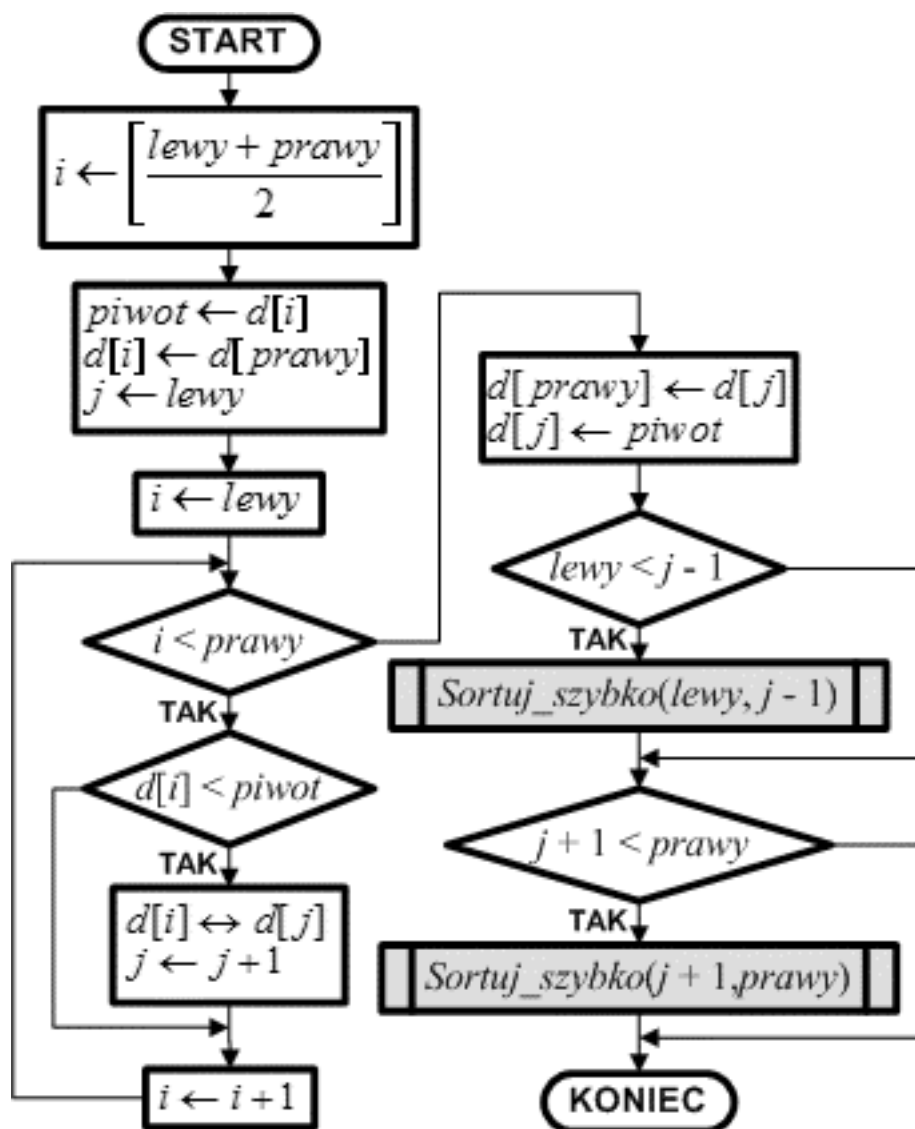 START
i ← [lewy + prawy / 2]
piwot ← d[i]
d[i] ← d[prawy]
j ← lewy
i ← lewy
i < prawy
TAK
d[i] < piwot
TAK
d[i] ↔ d[j]
j ← j + 1
i ← i + 1
d[prawy] ← d[j]
d[j] ← piwot
lewy < j - 1
TAK
Sortuj_szybko(lewy, j - 1)
j + 1 < prawy
TAK
Sortuj_szybko(j + 1,prawy)
KONIEC